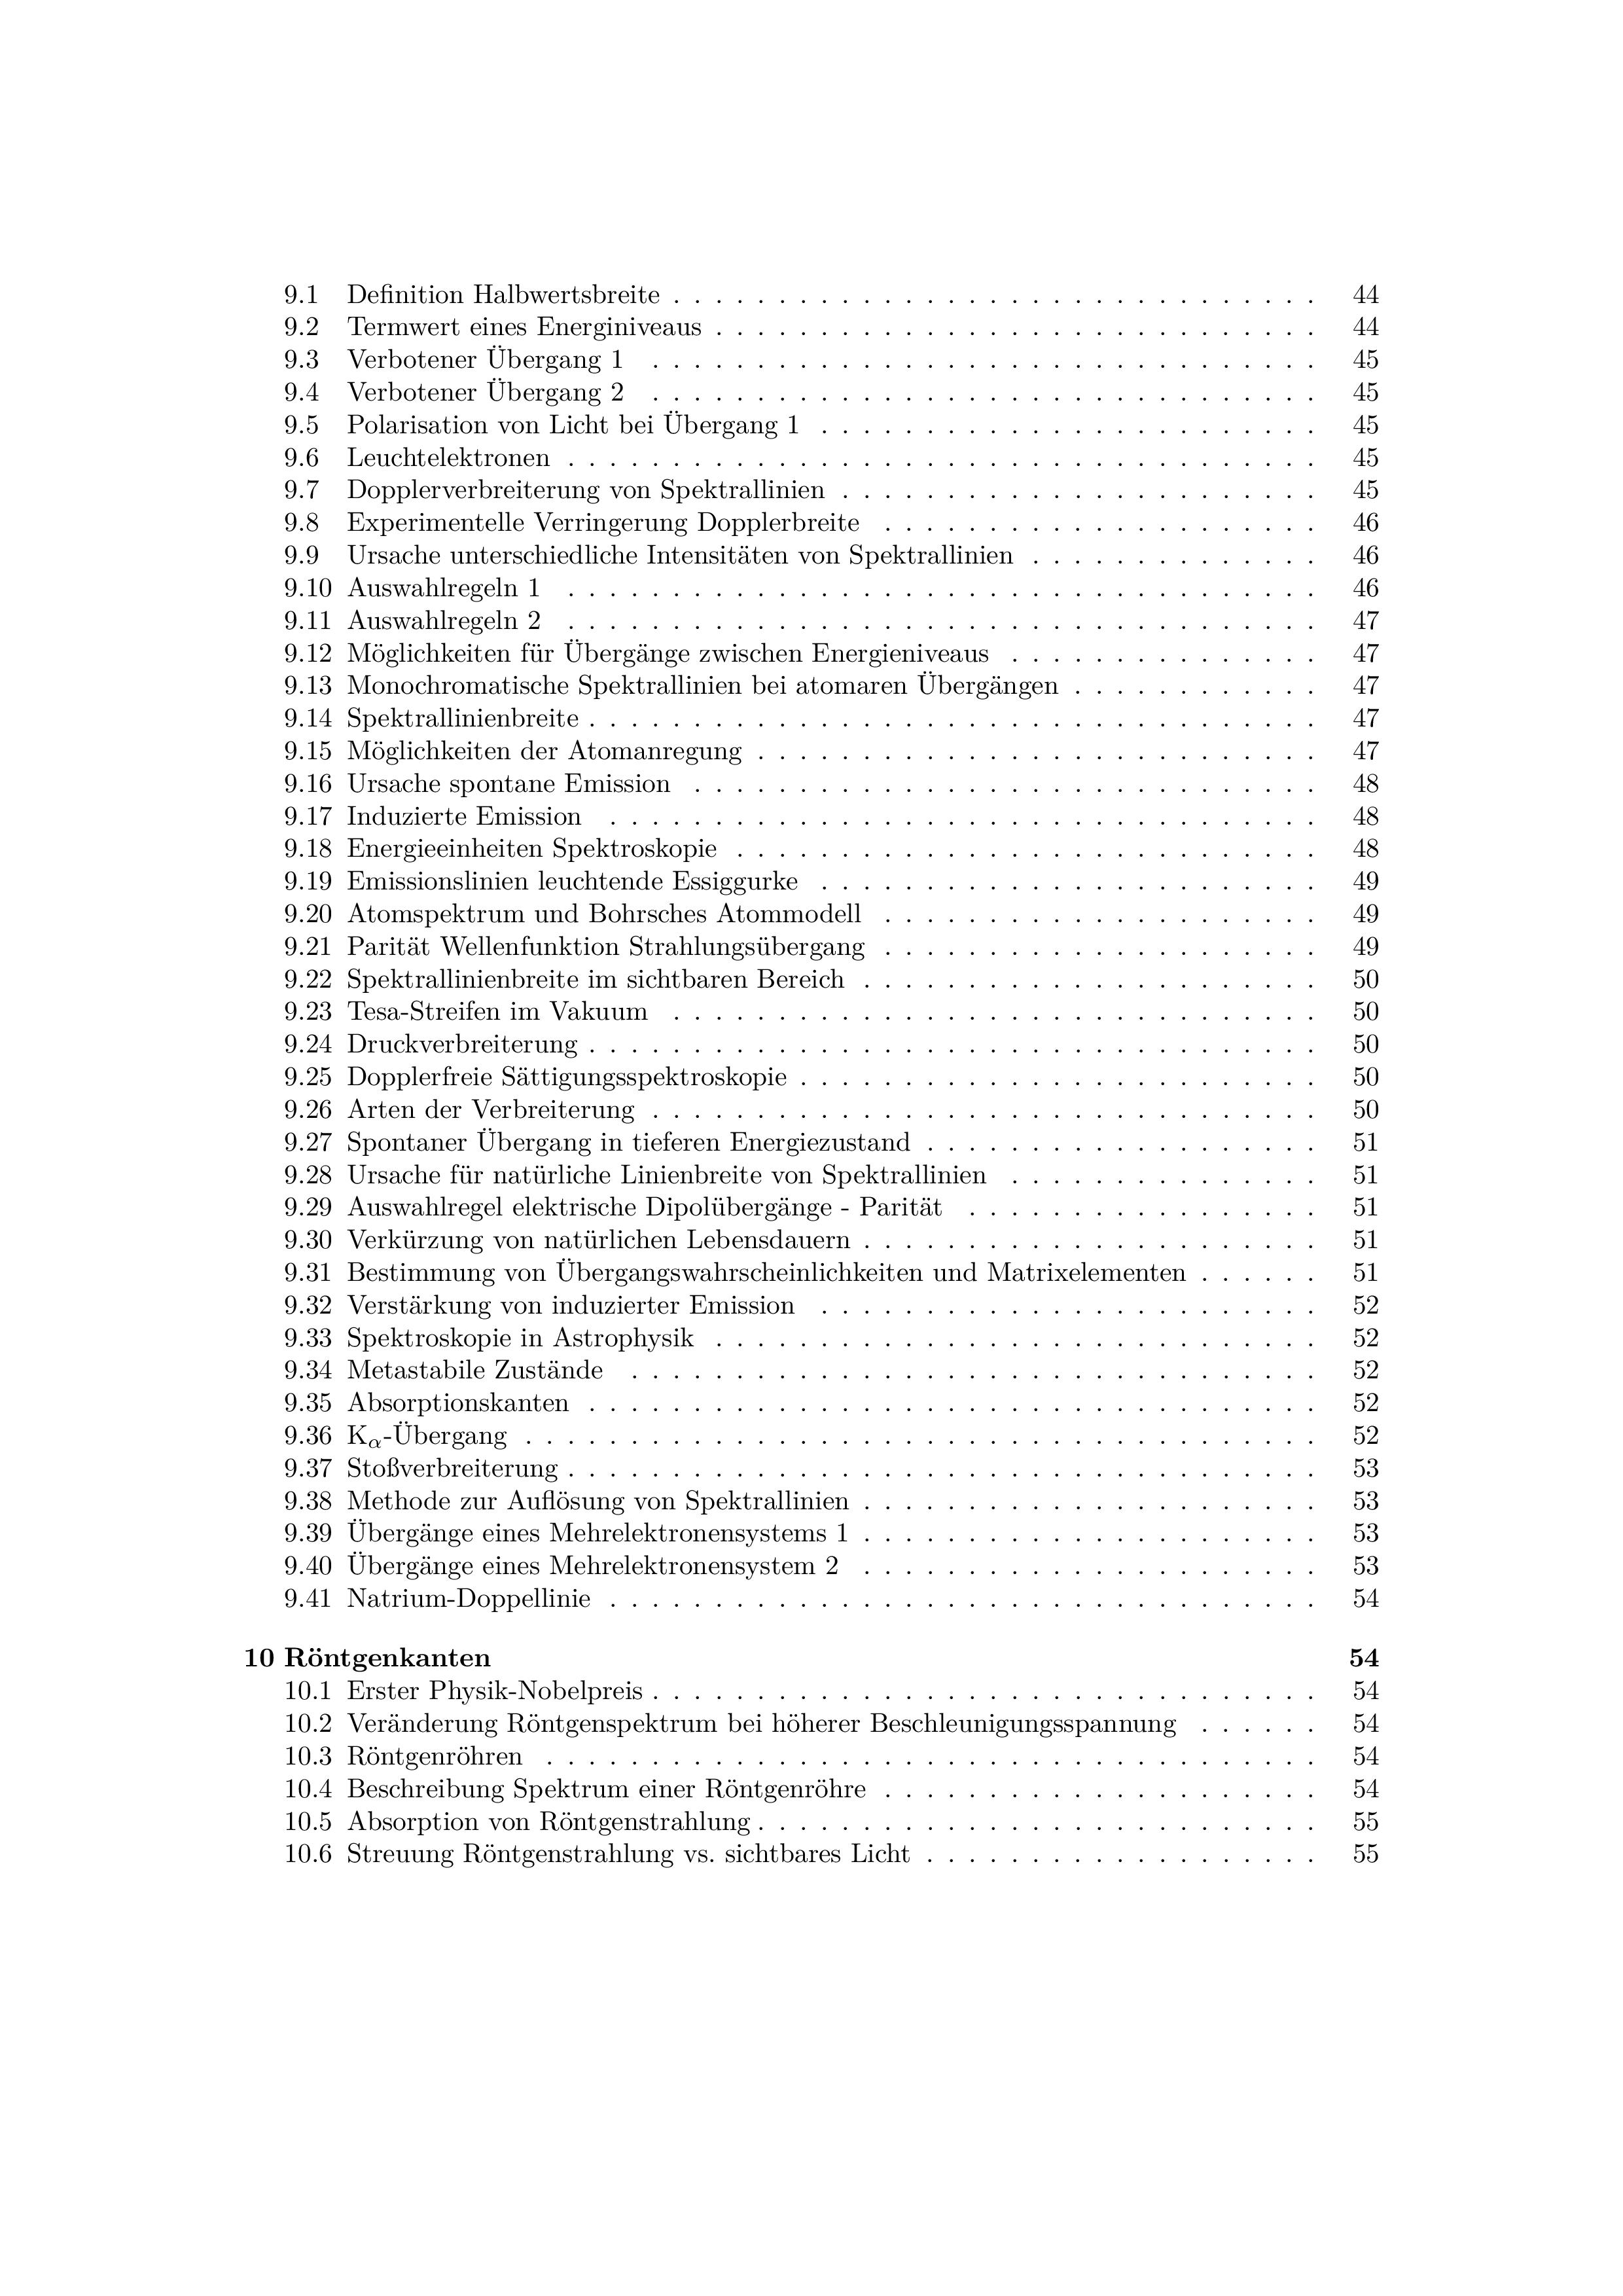 9.1 Definition Halbwertsbreite . . . . . . . . . . . . . . . . . . . . . . . . . . . . . . . 44
9.2 Termwert eines Energiniveaus . . . . . . . . . . . . . . . . . . . . . . . . . . . . . 44
9.3 Verbotener Übergang 1 . . . . . . . . . . . . . . . . . . . . . . . . . . . . . . . . 45
9.4 Verbotener Übergang 2 . . . . . . . . . . . . . . . . . . . . . . . . . . . . . . . . 45
9.5 Polarisation von Licht bei Übergang 1 . . . . . . . . . . . . . . . . . . . . . . . . 45
9.6 Leuchtelektronen . . . . . . . . . . . . . . . . . . . . . . . . . . . . . . . . . . . . 45
9.7 Dopplerverbreiterung von Spektrallinien . . . . . . . . . . . . . . . . . . . . . . . 45
9.8 Experimentelle Verringerung Dopplerbreite . . . . . . . . . . . . . . . . . . . . . 46
9.9 Ursache unterschiedliche Intensitäten von Spektrallinien . . . . . . . . . . . . . . 46
9.10 Auswahlregeln 1 . . . . . . . . . . . . . . . . . . . . . . . . . . . . . . . . . . . . 46
9.11 Auswahlregeln 2 . . . . . . . . . . . . . . . . . . . . . . . . . . . . . . . . . . . . 47
9.12 Möglichkeiten für Übergänge zwischen Energieniveaus . . . . . . . . . . . . . . . 47
9.13 Monochromatische Spektrallinien bei atomaren Übergängen . . . . . . . . . . . . 47
9.14 Spektrallinienbreite . . . . . . . . . . . . . . . . . . . . . . . . . . . . . . . . . . . 47
9.15 Möglichkeiten der Atomanregung . . . . . . . . . . . . . . . . . . . . . . . . . . . 47
9.16 Ursache spontane Emission . . . . . . . . . . . . . . . . . . . . . . . . . . . . . . 48
9.17 Induzierte Emission . . . . . . . . . . . . . . . . . . . . . . . . . . . . . . . . . . 48
9.18 Energieeinheiten Spektroskopie . . . . . . . . . . . . . . . . . . . . . . . . . . . . 48
9.19 Emissionslinien leuchtende Essiggurke . . . . . . . . . . . . . . . . . . . . . . . . 49
9.20 Atomspektrum und Bohrsches Atommodell . . . . . . . . . . . . . . . . . . . . . 49
9.21 Parität Wellenfunktion Strahlungsübergang . . . . . . . . . . . . . . . . . . . . . 49
9.22 Spektrallinienbreite im sichtbaren Bereich . . . . . . . . . . . . . . . . . . . . . . 50
9.23 Tesa-Streifen im Vakuum . . . . . . . . . . . . . . . . . . . . . . . . . . . . . . . 50
9.24 Druckverbreiterung . . . . . . . . . . . . . . . . . . . . . . . . . . . . . . . . . . . 50
9.25 Dopplerfreie Sättigungsspektroskopie . . . . . . . . . . . . . . . . . . . . . . . . . 50
9.26 Arten der Verbreiterung . . . . . . . . . . . . . . . . . . . . . . . . . . . . . . . . 50
9.27 Spontaner Übergang in tieferen Energiezustand . . . . . . . . . . . . . . . . . . . 51
9.28 Ursache für natürliche Linienbreite von Spektrallinien . . . . . . . . . . . . . . . 51
9.29 Auswahlregel elektrische Dipolübergänge - Parität . . . . . . . . . . . . . . . . . 51
9.30 Verkürzung von natürlichen Lebensdauern . . . . . . . . . . . . . . . . . . . . . . 51
9.31 Bestimmung von Übergangswahrscheinlichkeiten und Matrixelementen . . . . . . 51
9.32 Verstärkung von induzierter Emission . . . . . . . . . . . . . . . . . . . . . . . . 52
9.33 Spektroskopie in Astrophysik . . . . . . . . . . . . . . . . . . . . . . . . . . . . . 52
9.34 Metastabile Zustände . . . . . . . . . . . . . . . . . . . . . . . . . . . . . . . . . 52
9.35 Absorptionskanten . . . . . . . . . . . . . . . . . . . . . . . . . . . . . . . . . . . 52
9.36 Kα-Übergang . . . . . . . . . . . . . . . . . . . . . . . . . . . . . . . . . . . . . . 52
9.37 Stoßverbreiterung . . . . . . . . . . . . . . . . . . . . . . . . . . . . . . . . . . . . 53
9.38 Methode zur Auflösung von Spektrallinien . . . . . . . . . . . . . . . . . . . . . . 53
9.39 Übergänge eines Mehrelektronensystems 1 . . . . . . . . . . . . . . . . . . . . . . 53
9.40 Übergänge eines Mehrelektronensystem 2 . . . . . . . . . . . . . . . . . . . . . . 53
9.41 Natrium-Doppellinie . . . . . . . . . . . . . . . . . . . . . . . . . . . . . . . . . . 54
10 Röntgenkanten 54
10.1 Erster Physik-Nobelpreis . . . . . . . . . . . . . . . . . . . . . . . . . . . . . . . . 54
10.2 Veränderung Röntgenspektrum bei höherer Beschleunigungsspannung . . . . . . 54
10.3 Röntgenröhren . . . . . . . . . . . . . . . . . . . . . . . . . . . . . . . . . . . . . 54
10.4 Beschreibung Spektrum einer Röntgenröhre . . . . . . . . . . . . . . . . . . . . . 54
10.5 Absorption von Röntgenstrahlung . . . . . . . . . . . . . . . . . . . . . . . . . . . 55
10.6 Streuung Röntgenstrahlung vs. sichtbares Licht . . . . . . . . . . . . . . . . . . . 55